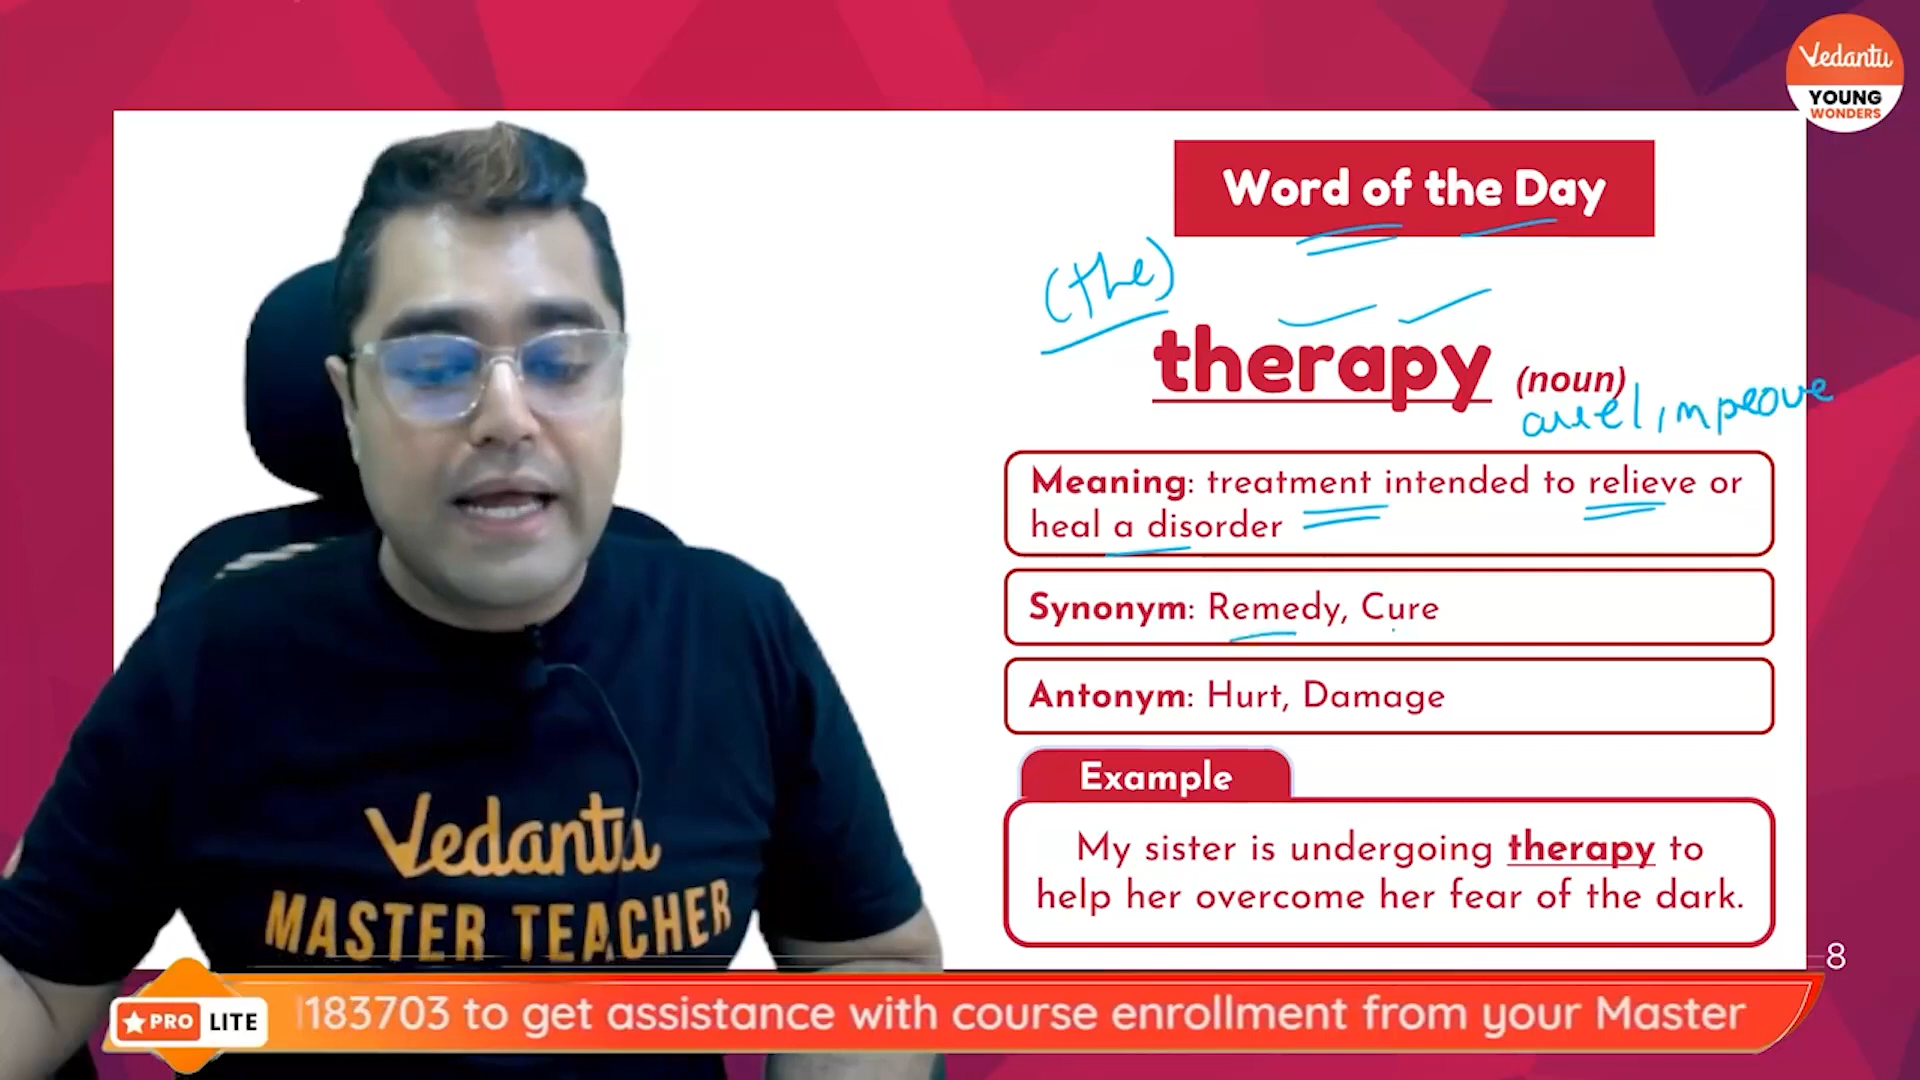 Vedantu
YOUNG
WONDERS
Word of the Day
(the)
therapy (noun)
improve
Meaning: treatment intended to relieve or
heal a disorder
Synonym: Remedy, Cure
Antonym: Hurt, Damage
Example
My sister is undergoing therapy to
help her overcome her fear of the dark.
Vedantu
MASTER TEACHER
8
PRO LITE
183703 to get assistance with course enrollment from your Master